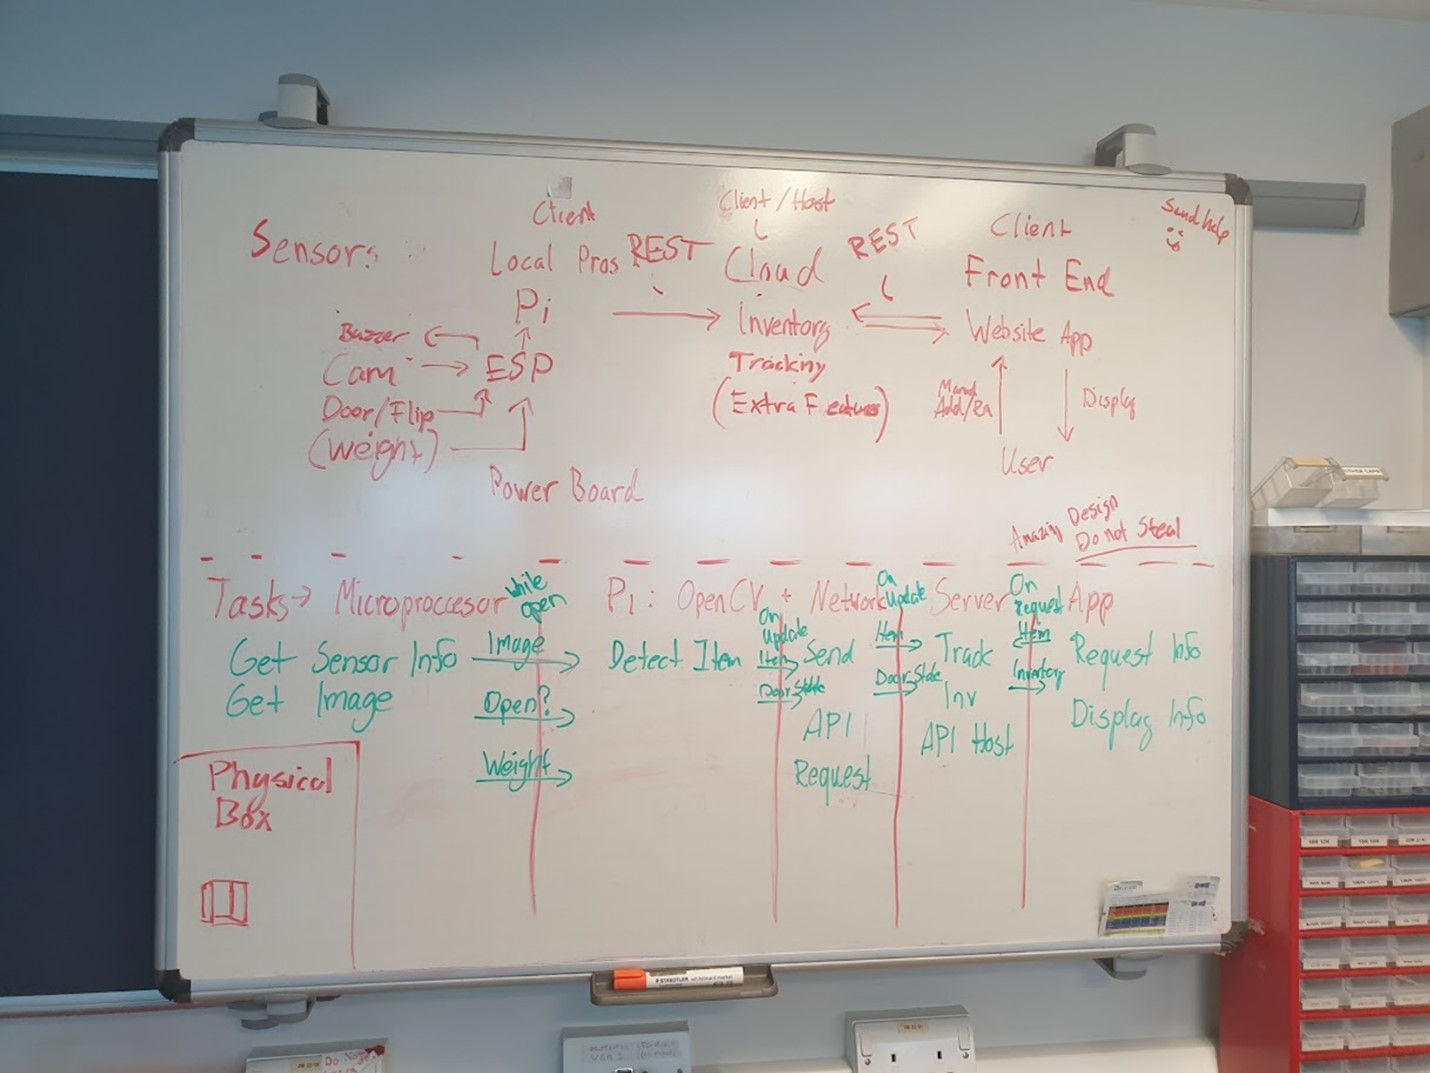 Send help
Client
Client / Host
Client
Sensors
Local Pros
REST
Cloud
REST
Front End
Pi
Inventory
Website App
Buzzer
Cam
ESP
Tracking
Door/Flip
(Extra Features)
Add/
Display
(Weight)
User
Power Board
Amazing Design
Do not Steal
Tasks → Microproccesor
while open
Pi: OpenCV + Network
On Update
Server
On request
App
On Update
Get Sensor Info
Image
Detect Item
Item
Send
Item
Track
Item
Request Info
Get Image
Open?
Door State
API
Door State
Inv
Inventory
Display Info
Weight
Request
API Host
Physical
Box
STAEDTLER
Do Not